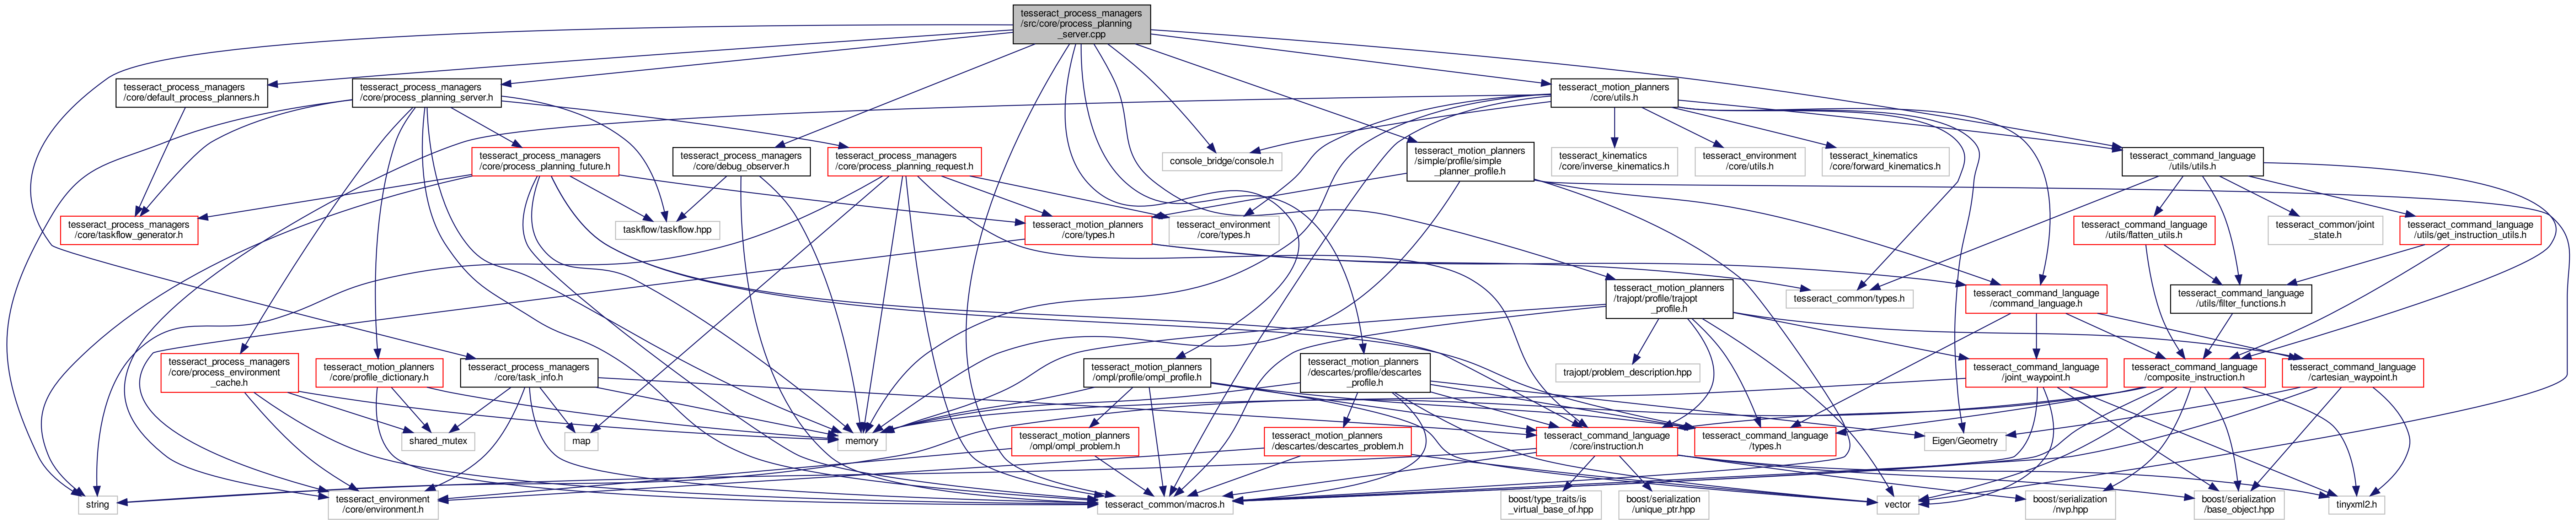 tesseract_process_managers
/src/core/process_planning
_server.cpp
tesseract_process_managers
/core/default_process_planners.h
tesseract_process_managers
/core/process_planning_server.h
tesseract_motion_planners
/core/utils.h
tesseract_process_managers
/core/process_planning_future.h
tesseract_process_managers
/core/debug_observer.h
tesseract_process_managers
/core/process_planning_request.h
console_bridge/console.h
tesseract_motion_planners
/simple/profile/simple
_planner_profile.h
tesseract_kinematics
/core/inverse_kinematics.h
tesseract_environment
/core/utils.h
tesseract_kinematics
/core/forward_kinematics.h
tesseract_command_language
/utils/utils.h
tesseract_process_managers
/core/taskflow_generator.h
taskflow/taskflow.hpp
tesseract_motion_planners
/core/types.h
tesseract_environment
/core/types.h
tesseract_command_language
/utils/flatten_utils.h
tesseract_common/joint
_state.h
tesseract_command_language
/utils/get_instruction_utils.h
tesseract_motion_planners
/trajopt/profile/trajopt
_profile.h
tesseract_common/types.h
tesseract_command_language
/command_language.h
tesseract_command_language
/utils/filter_functions.h
tesseract_process_managers
/core/process_environment
_cache.h
tesseract_motion_planners
/core/profile_dictionary.h
tesseract_process_managers
/core/task_info.h
tesseract_motion_planners
/ompl/profile/ompl_profile.h
tesseract_motion_planners
/descartes/profile/descartes
_profile.h
trajopt/problem_description.hpp
tesseract_command_language
/joint_waypoint.h
tesseract_command_language
/composite_instruction.h
tesseract_command_language
/cartesian_waypoint.h
shared_mutex
map
memory
tesseract_motion_planners
/ompl/ompl_problem.h
tesseract_motion_planners
/descartes/descartes_problem.h
tesseract_command_language
/core/instruction.h
tesseract_command_language
/types.h
Eigen/Geometry
string
tesseract_environment
/core/environment.h
tesseract_common/macros.h
boost/type_traits/is
_virtual_base_of.hpp
boost/serialization
/unique_ptr.hpp
vector
boost/serialization
/nvp.hpp
boost/serialization
/base_object.hpp
tinyxml2.h